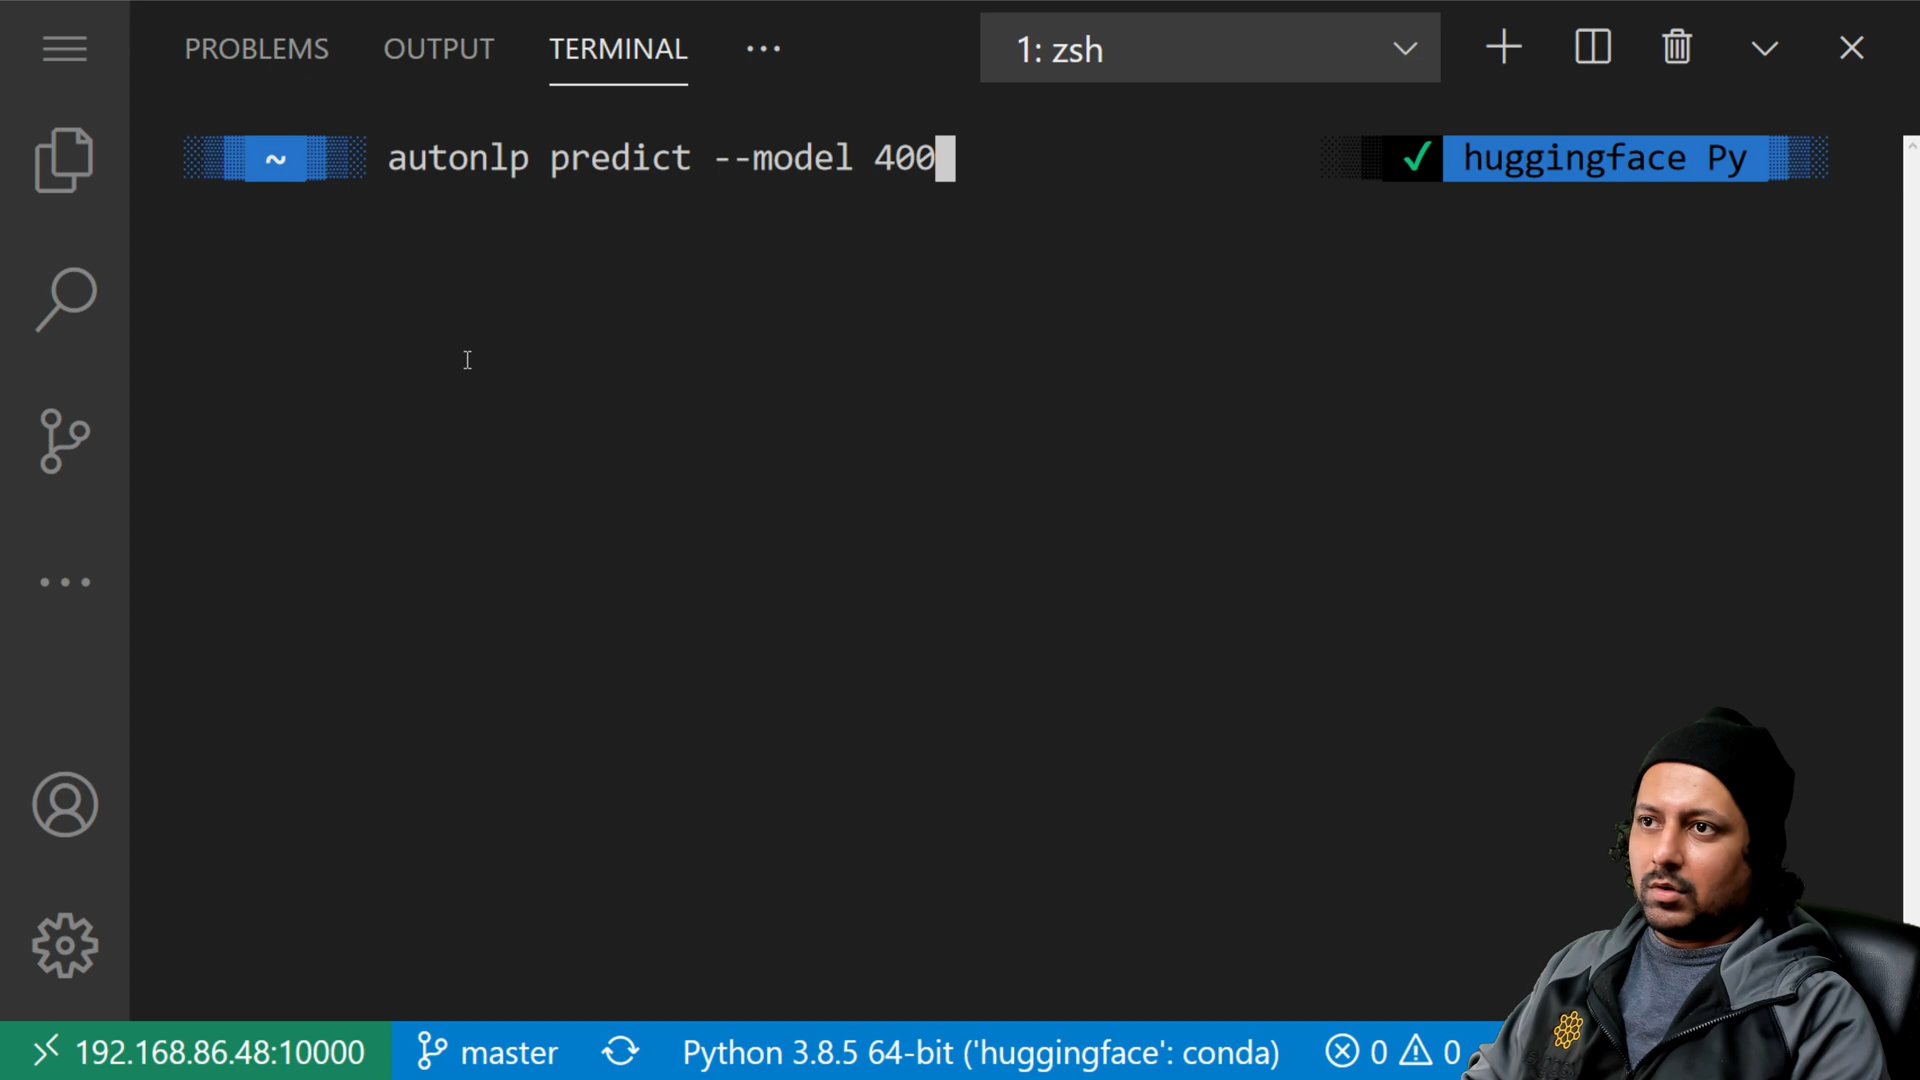 PROBLEMS OUTPUT TERMINAL ··· 1: zsh
~ autonlp predict --model 400 ✓ huggingface Py
192.168.86.48:10000 master Python 3.8.5 64-bit ('huggingface': conda) 0 0